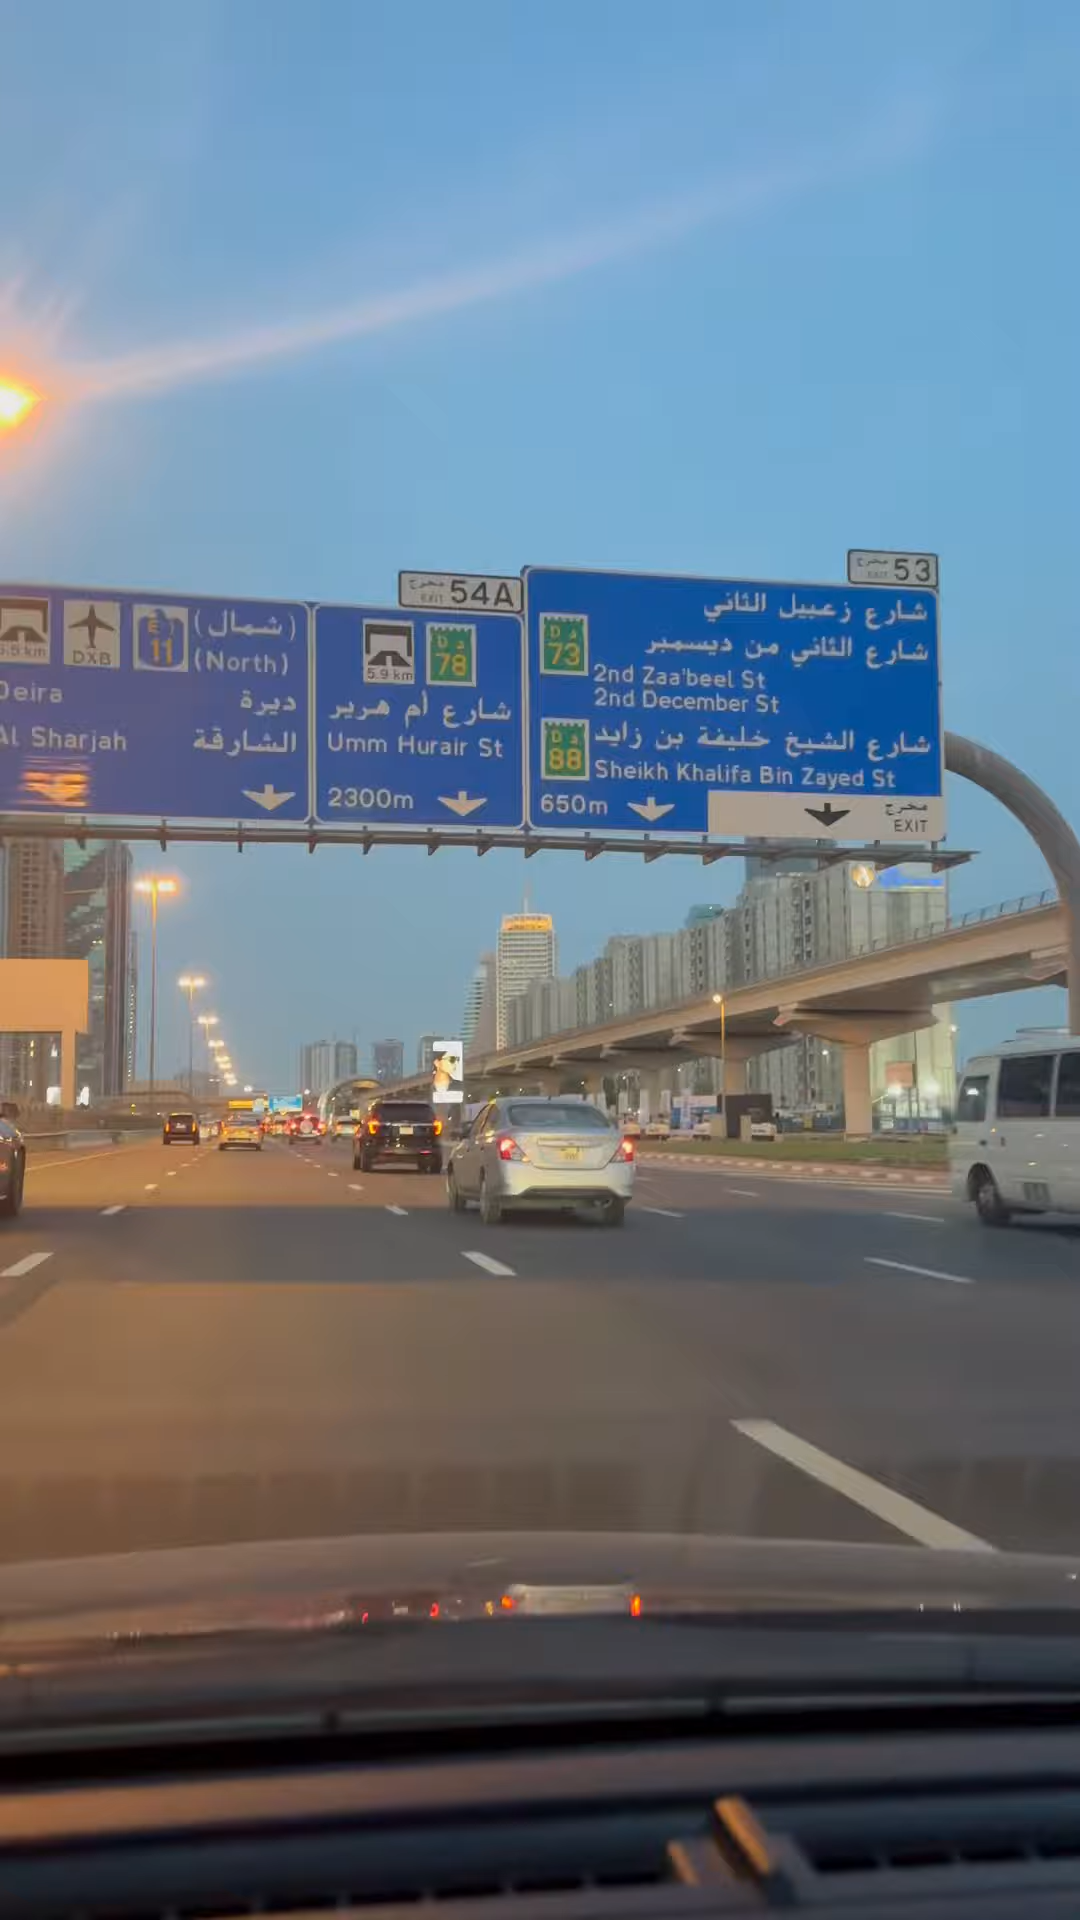 5.5 km
DXB
E
11
(شمال)
(North)
Deira
ديرة
Al Sharjah
الشارقة
مخرج
EXIT
54A
5.9 km
D د
78
شارع أم هرير
Umm Hurair St
2300m
مخرج
EXIT
53
شارع زعبيل الثاني
شارع الثاني من ديسمبر
D د
73
2nd Zaa'beel St
2nd December St
شارع الشيخ خليفة بن زايد
D د
88
Sheikh Khalifa Bin Zayed St
650m
مخرج
EXIT